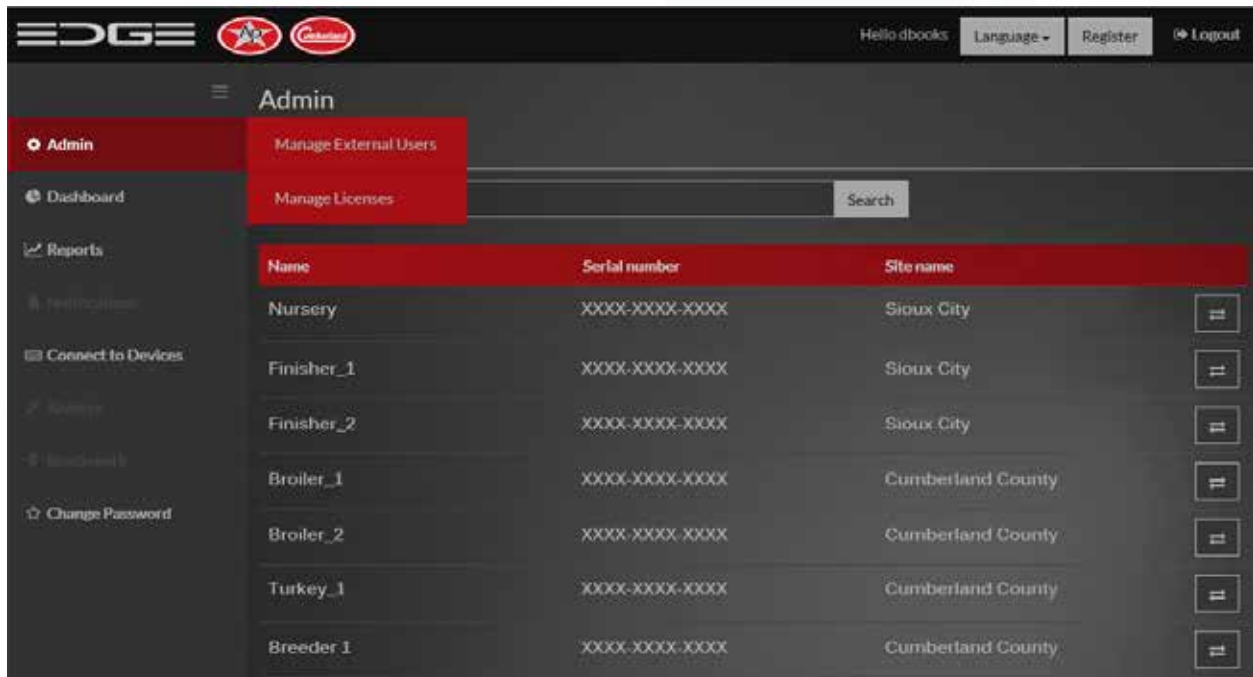 EDGE AP Cumberland Hello dbooks Language Register Logout
Admin
Admin Manage External Users
Dashboard Manage Licenses Search
Reports
Name Serial number Site name
Nursery XXXX-XXXX-XXXX Sioux City
Notifications
Connect to Devices
Finisher_1 XXXX-XXXX-XXXX Sioux City
Finisher_2 XXXX-XXXX-XXXX Sioux City
Broiler_1 XXXX-XXXX-XXXX Cumberland County
Change Password
Broiler_2 XXXX-XXXX-XXXX Cumberland County
Turkey_1 XXXX-XXXX-XXXX Cumberland County
Breeder 1 XXXX-XXXX-XXXX Cumberland County